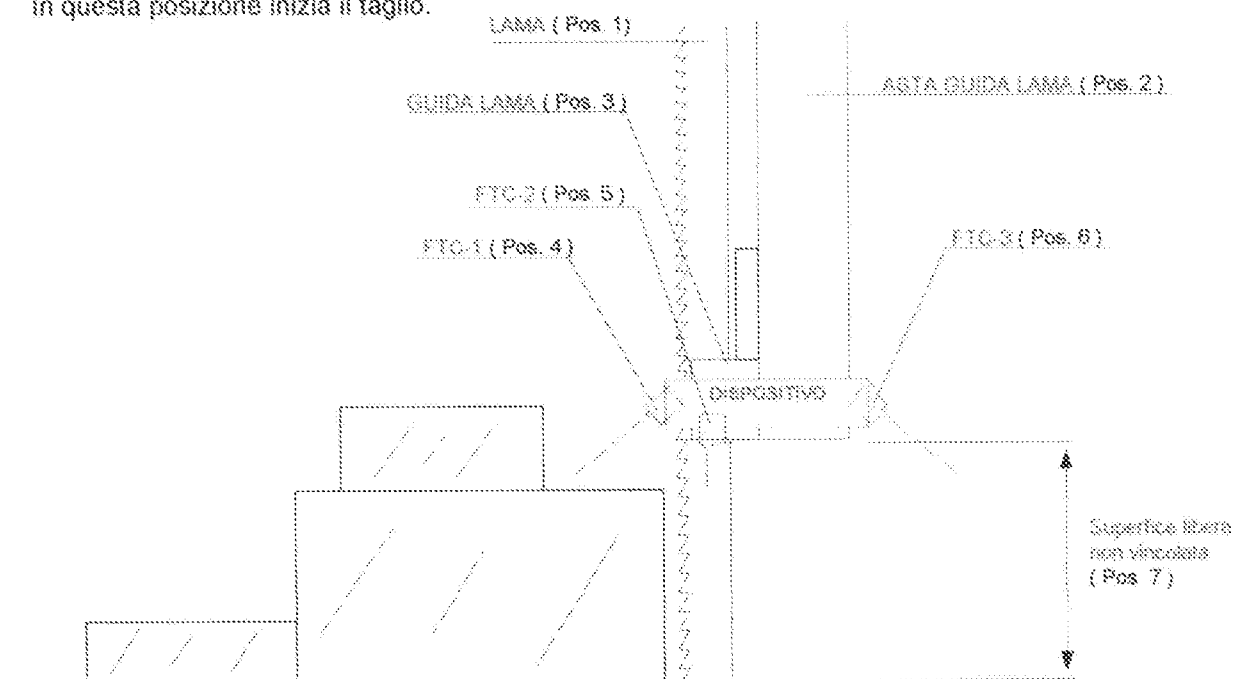 in questa posizione inizia il taglio.
LAMA ( Pos. 1)
ASTA GUIDA LAMA ( Pos. 2 )
GUIDA LAMA ( Pos. 3 )
FTC-2 ( Pos. 5 )
FTC-1 ( Pos. 4 )
FTC-3 ( Pos. 6 )
DISPOSITIVO
Superfice libera
non vincolata
( Pos. 7 )